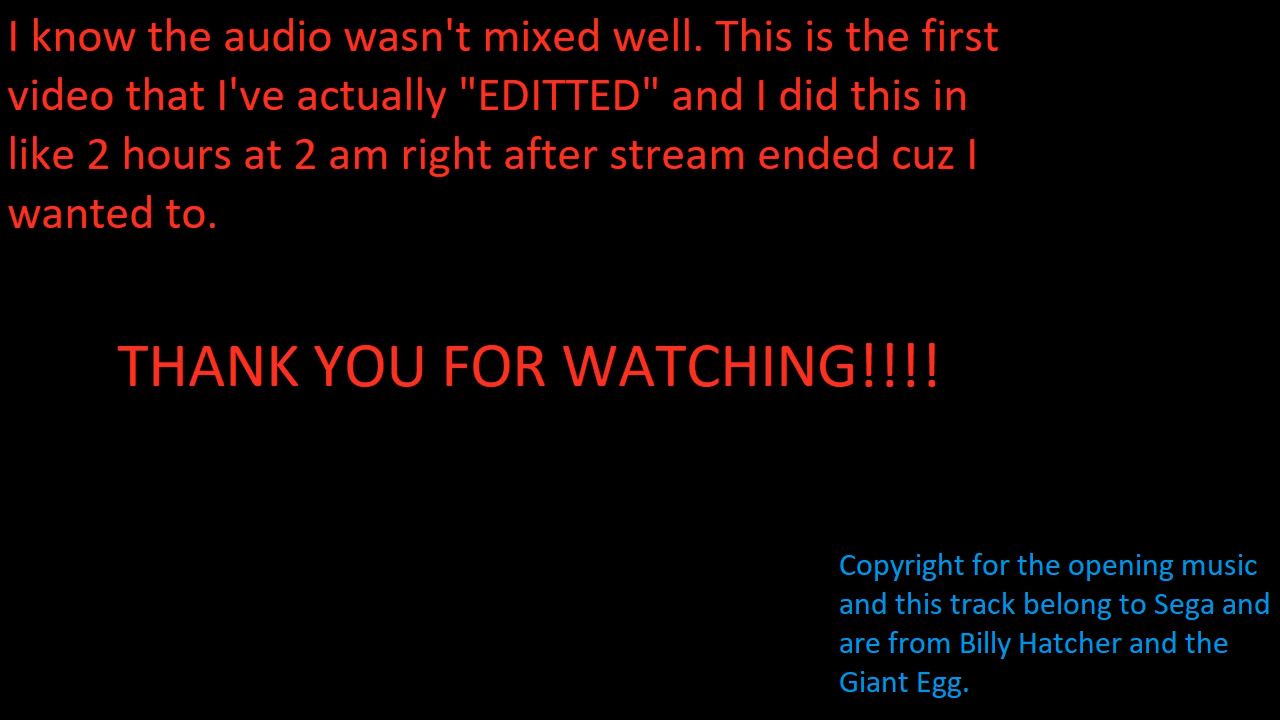 I know the audio wasn't mixed well. This is the first
video that I've actually "EDITTED" and I did this in
like 2 hours at 2 am right after stream ended cuz I
wanted to.
THANK YOU FOR WATCHING!!!!
Copyright for the opening music
and this track belong to Sega and
are from Billy Hatcher and the
Giant Egg.